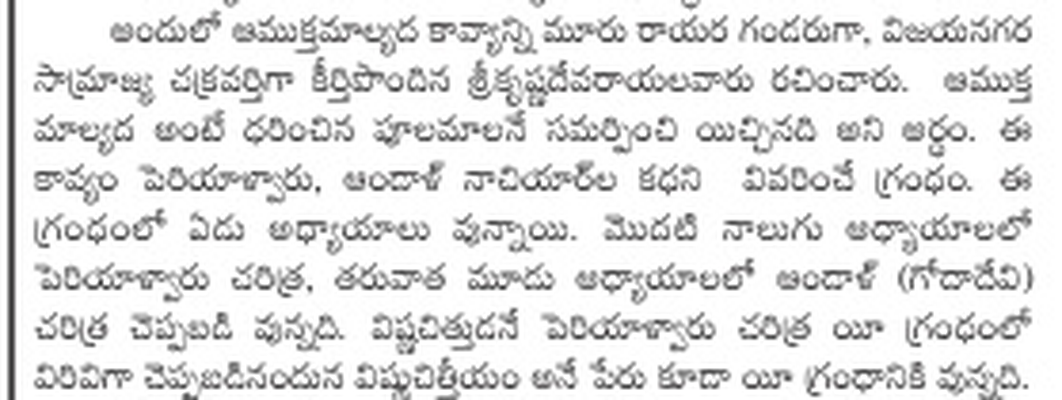 అందులో ఆముక్తమాల్యద కావ్యాన్ని మూరు రాయర గండరుగా, విజయనగర
సామ్రాజ్య చక్రవర్తిగా కీర్తిపొందిన శ్రీకృష్ణదేవరాయలవారు రచించారు. ఆముక్త
మాల్యద అంటే ధరించిన పూలమాలనే సమర్పించి యిచ్చినది అని అర్ధం. ఈ
కావ్యం పెరియాళ్వారు, ఆండాళ్ నాచియార్‌ల కధని వివరించే గ్రంధం. ఈ
గ్రంధంలో ఏడు అధ్యాయాలు వున్నాయి. మొదటి నాలుగు అధ్యాయాలలో
పెరియాళ్వారు చరిత్ర, తరువాత మూడు అధ్యాయాలలో ఆండాళ్ (గోదాదేవి)
చరిత్ర చెప్పబడి వున్నది. విష్ణచిత్తుడనే పెరియాళ్వారు చరిత్ర యీ గ్రంధంలో
విరివిగా చెప్పబడినందున విష్ణుచిత్తీయం అనే పేరు కూడా యీ గ్రంధానికి వున్నది.